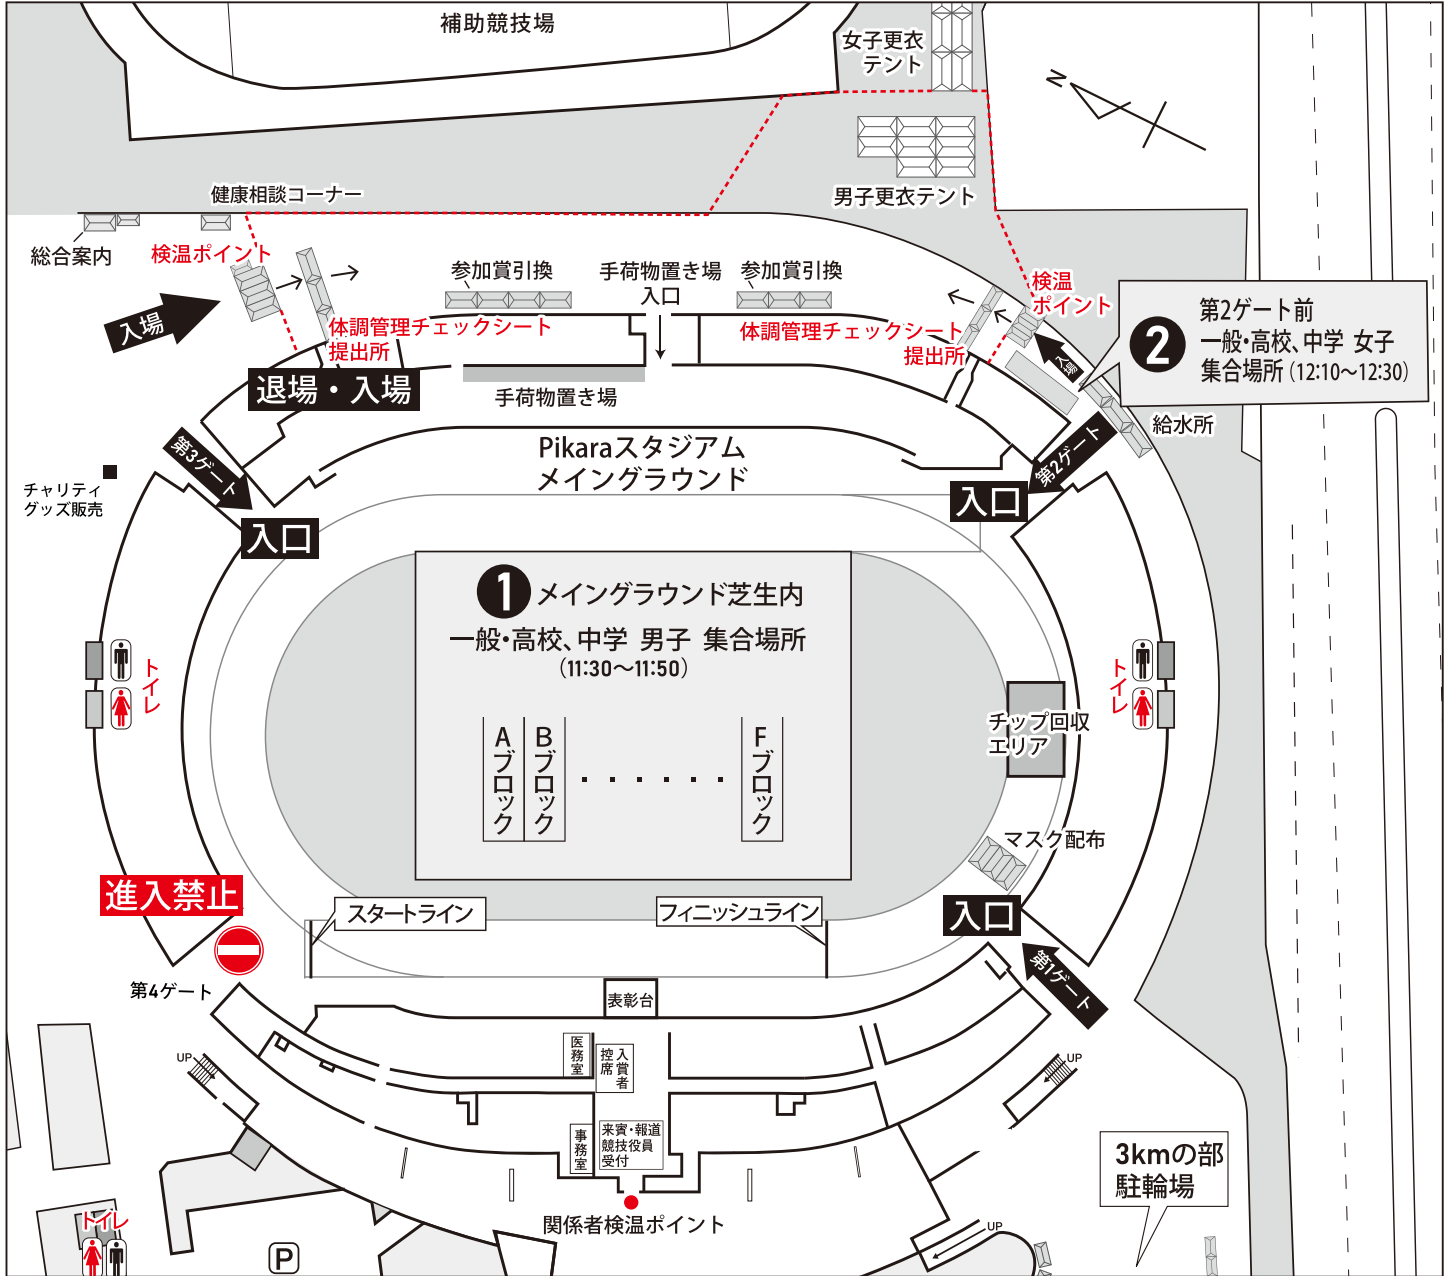 補助競技場
女子更衣
テント
N
男子更衣テント
健康相談コーナー
総合案内
検温ポイント
入場
参加賞引換
手荷物置き場
入口
参加賞引換
検温
ポイント
体調管理チェックシート
提出所
体調管理チェックシート
提出所
入場
❷
第2ゲート前
一般・高校、中学 女子
集合場所(12:10〜12:30)
給水所
退場・入場
手荷物置き場
第3ゲート
入口
Pikaraスタジアム
メイングラウンド
第2ゲート
入口
チャリティ
グッズ販売
❶メイングラウンド芝生内
一般・高校、中学 男子 集合場所
(11:30〜11:50)
Aブロック
Bブロック
・・・・・・
Fブロック
トイレ
トイレ
チップ回収
エリア
マスク配布
進入禁止
スタートライン
フィニッシュライン
入口
第1ゲート
第4ゲート
表彰台
医務室
入賞者
控席
UP
UP
事務室
来賓・報道
競技役員
受付
関係者検温ポイント
3kmの部
駐輪場
トイレ
P
UP